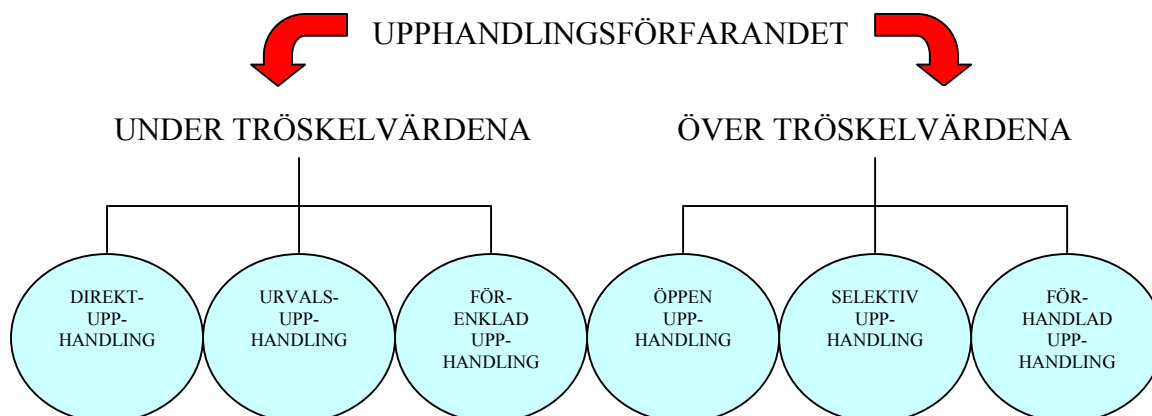 UPPHANDLINGSFÖRFARANDET
UNDER TRÖSKELVÄRDENA
ÖVER TRÖSKELVÄRDENA
DIREKT-
UPP-
HANDLING
URVALS-
UPP-
HANDLING
FÖR-
ENKLAD
UPP-
HANDLING
ÖPPEN
UPP-
HANDLING
SELEKTIV
UPP-
HANDLING
FÖR-
HANDLAD
UPP-
HANDLING